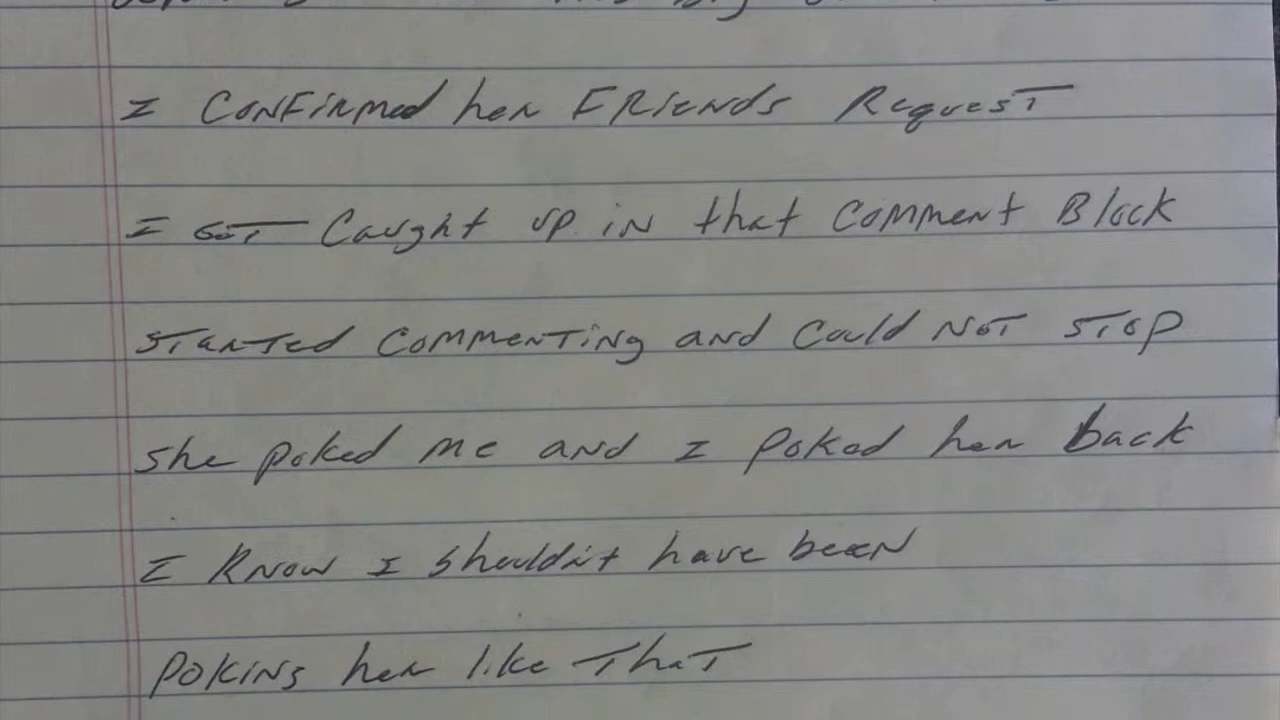 I Confirmed her Friends Request
I GOT Caught up in that Comment Block
Started Commenting and Could Not Stop
She poked me and I poked her back
I Know I shouldn't have been
Poking her like That